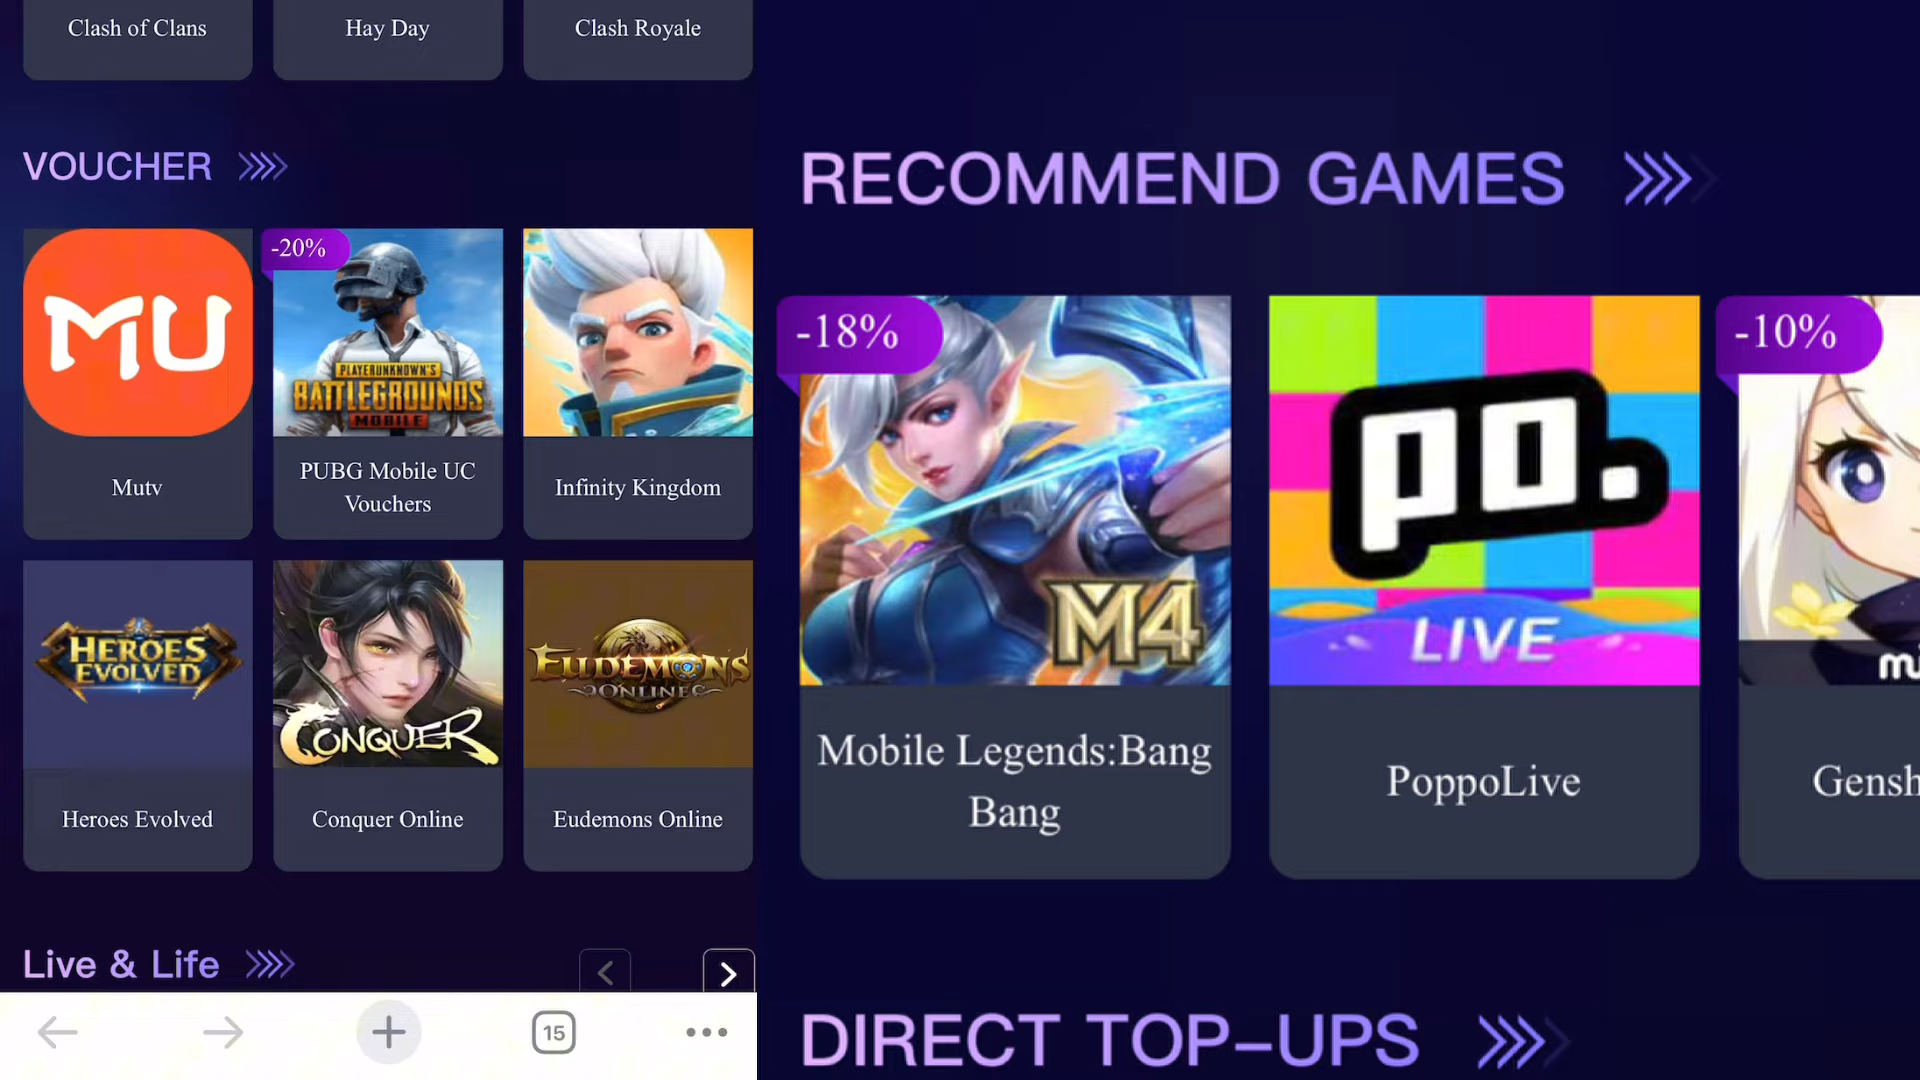 Clash of Clans
Hay Day
Clash Royale
VOUCHER
MU
-20%
PLAYERUNKNOWN'S
BATTLEGROUNDS
MOBILE
Mutv
PUBG Mobile UC
Vouchers
Infinity Kingdom
HEROES
EVOLVED
CONQUER
EUDEMONS
ONLINE
Heroes Evolved
Conquer Online
Eudemons Online
Live & Life
15
RECOMMEND GAMES
-18%
M4
po.
LIVE
-10%
mi
Mobile Legends:Bang
Bang
PoppoLive
Gensh
DIRECT TOP-UPS